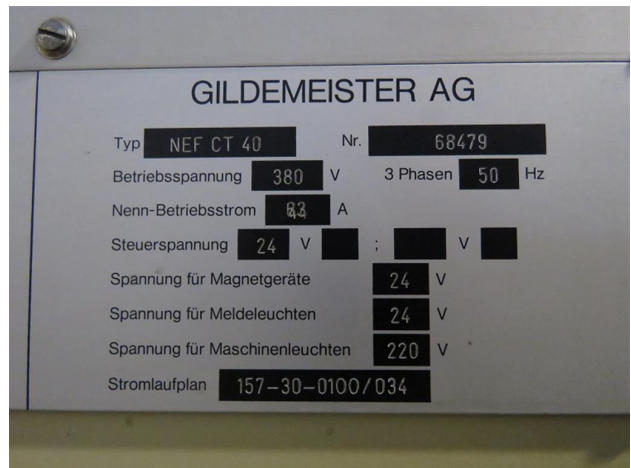 GILDEMEISTER AG
Typ NEF CT 40 Nr. 68479
Betriebsspannung 380 V 3 Phasen 50 Hz
Nenn-Betriebsstrom A
Steuerspannung 24 V ; V
Spannung für Magnetgeräte 24 V
Spannung für Meldeleuchten 24 V
Spannung für Maschinenleuchten 220 V
Stromlaufplan 157-30-0100/034